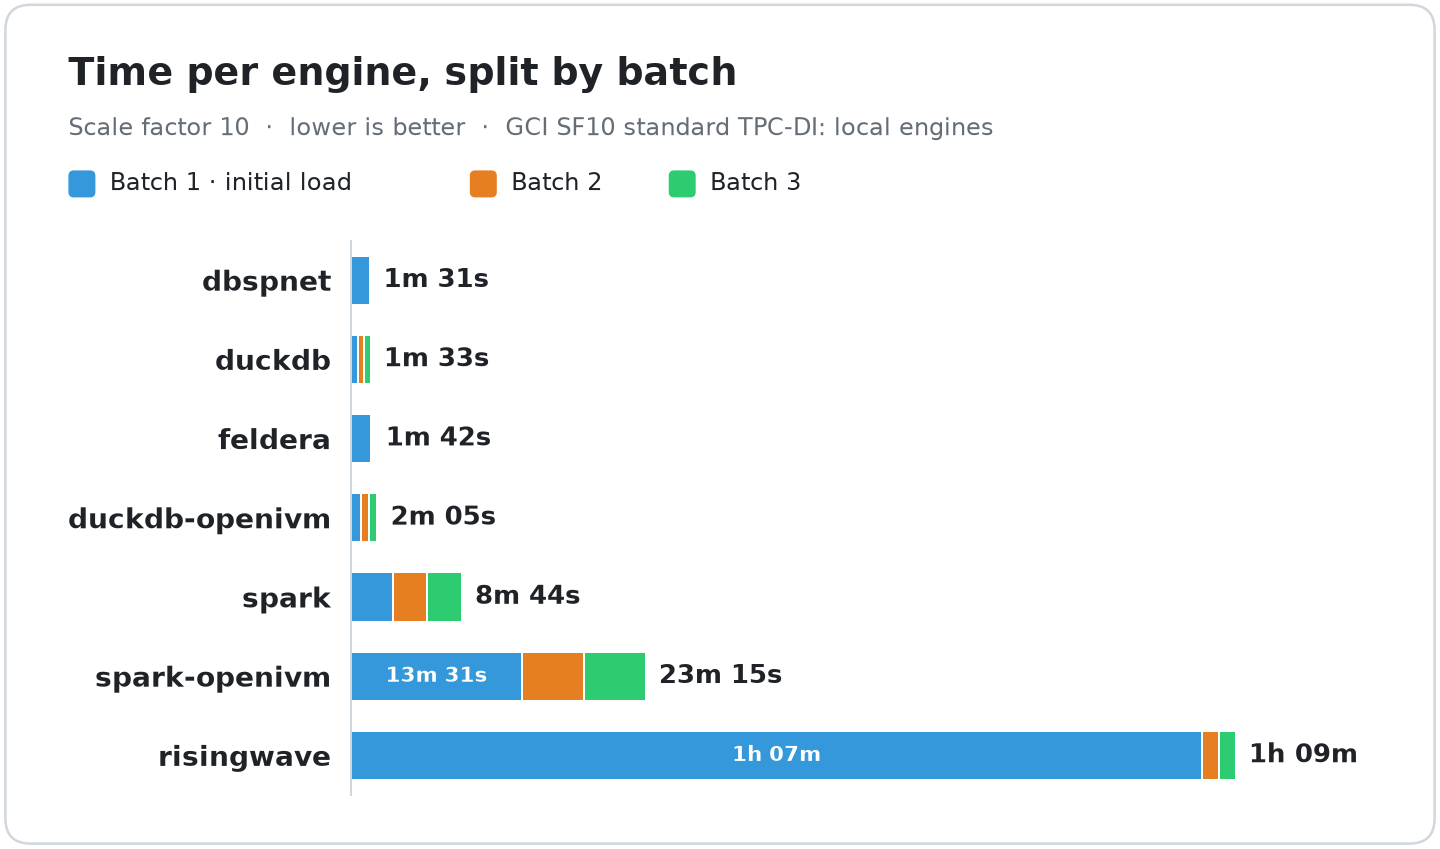 Time per engine, split by batch
Scale factor 10 · lower is better · GCI SF10 standard TPC-DI: local engines
Batch 1 · initial load Batch 2 Batch 3
dbspnet 1m 31s
duckdb 1m 33s
feldera 1m 42s
duckdb-openivm 2m 05s
spark 8m 44s
spark-openivm 13m 31s 23m 15s
risingwave 1h 07m 1h 09m